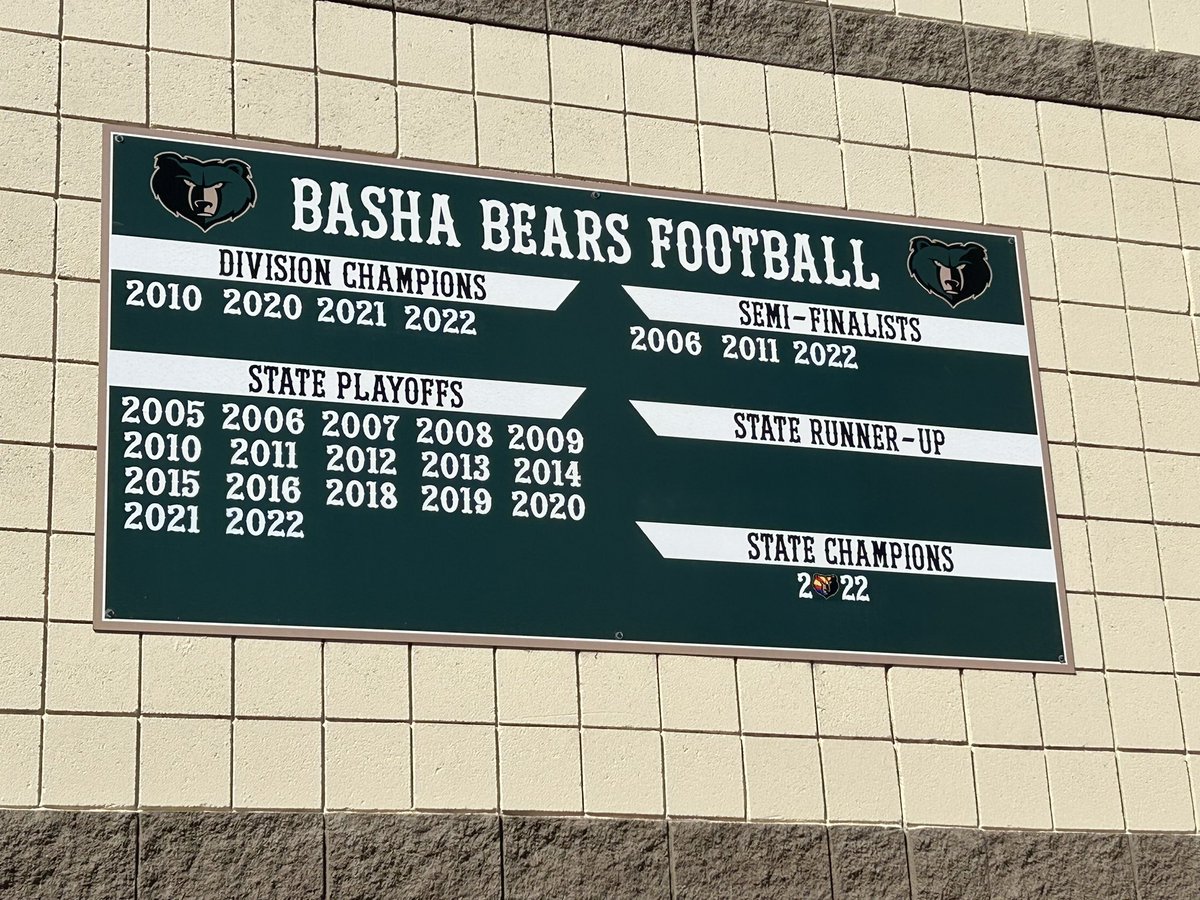 BASHA BEARS FOOTBALL
DIVISION CHAMPIONS
2010 2020 2021 2022
STATE PLAYOFFS
2005 2006 2007 2008 2009
2010 2011 2012 2013 2014
2015 2016 2018 2019 2020
2021 2022
SEMI-FINALISTS
2006 2011 2022
STATE RUNNER-UP
STATE CHAMPIONS
2022